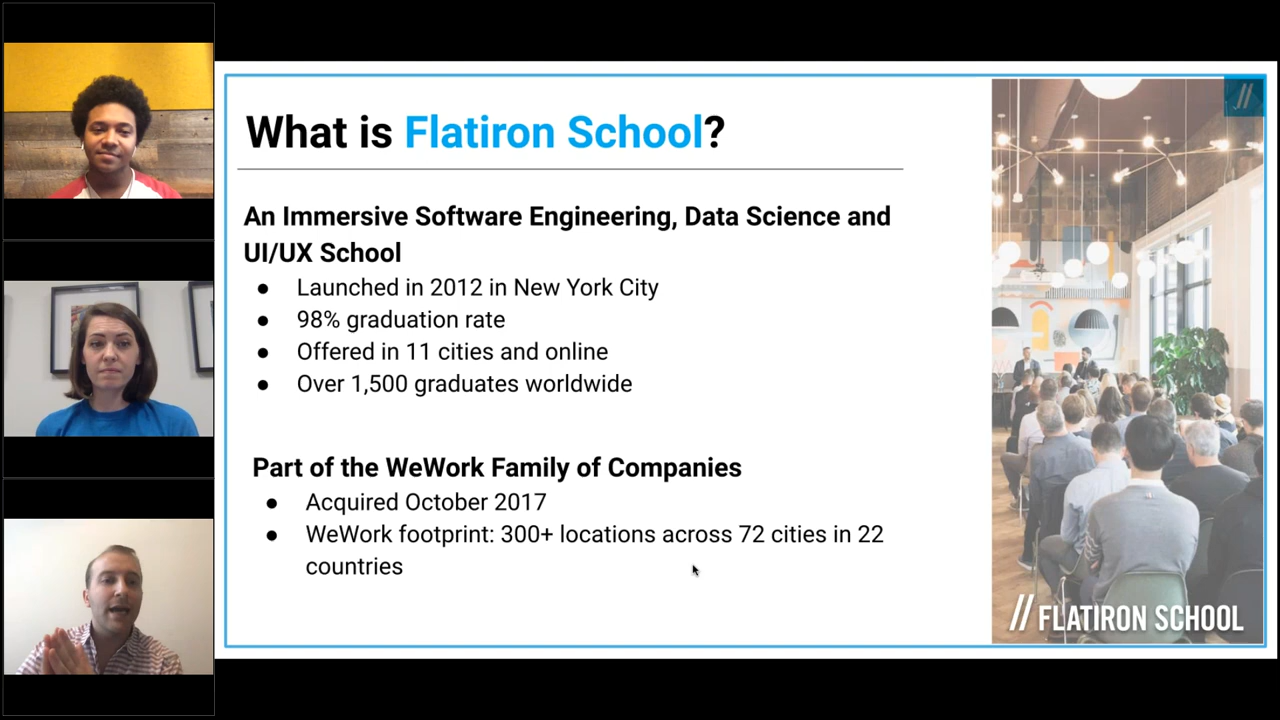 What is Flatiron School?
An Immersive Software Engineering, Data Science and
UI/UX School
● Launched in 2012 in New York City
● 98% graduation rate
● Offered in 11 cities and online
● Over 1,500 graduates worldwide
Part of the WeWork Family of Companies
● Acquired October 2017
● WeWork footprint: 300+ locations across 72 cities in 22
countries
// FLATIRON SCHOOL